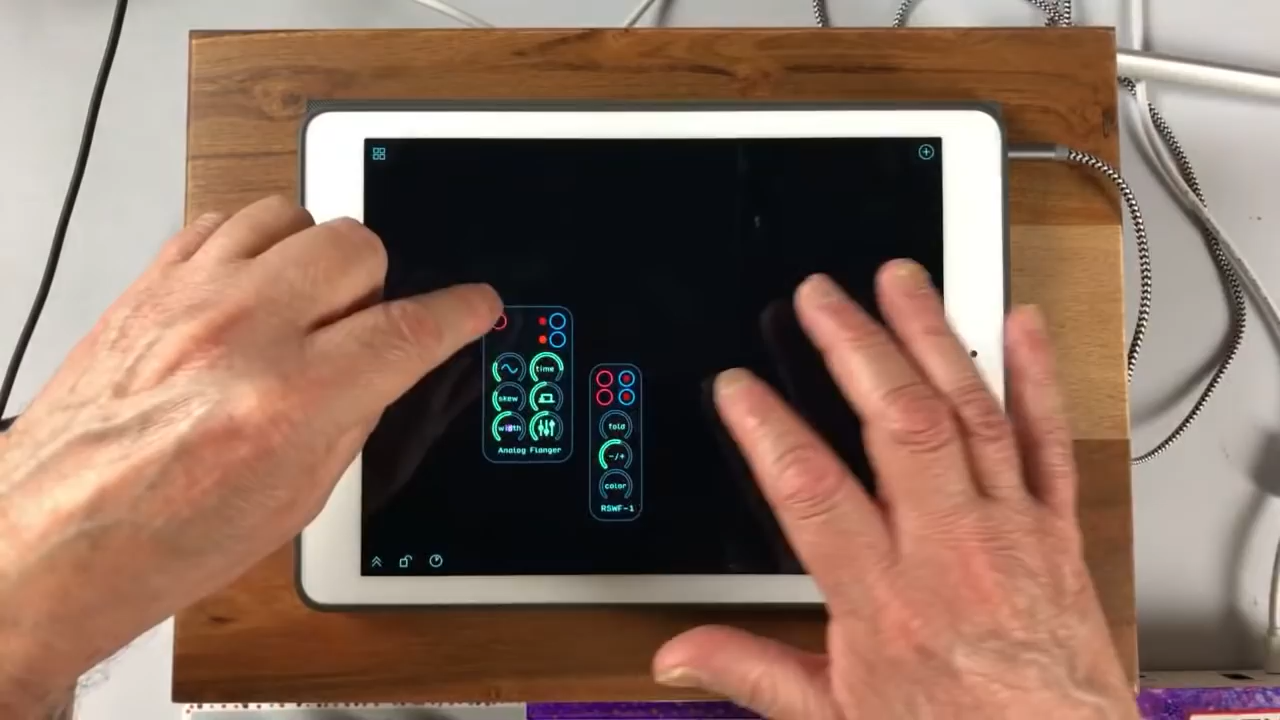 time
skew
width
Analog Flanger
fold
-/+
color
RSWF-1